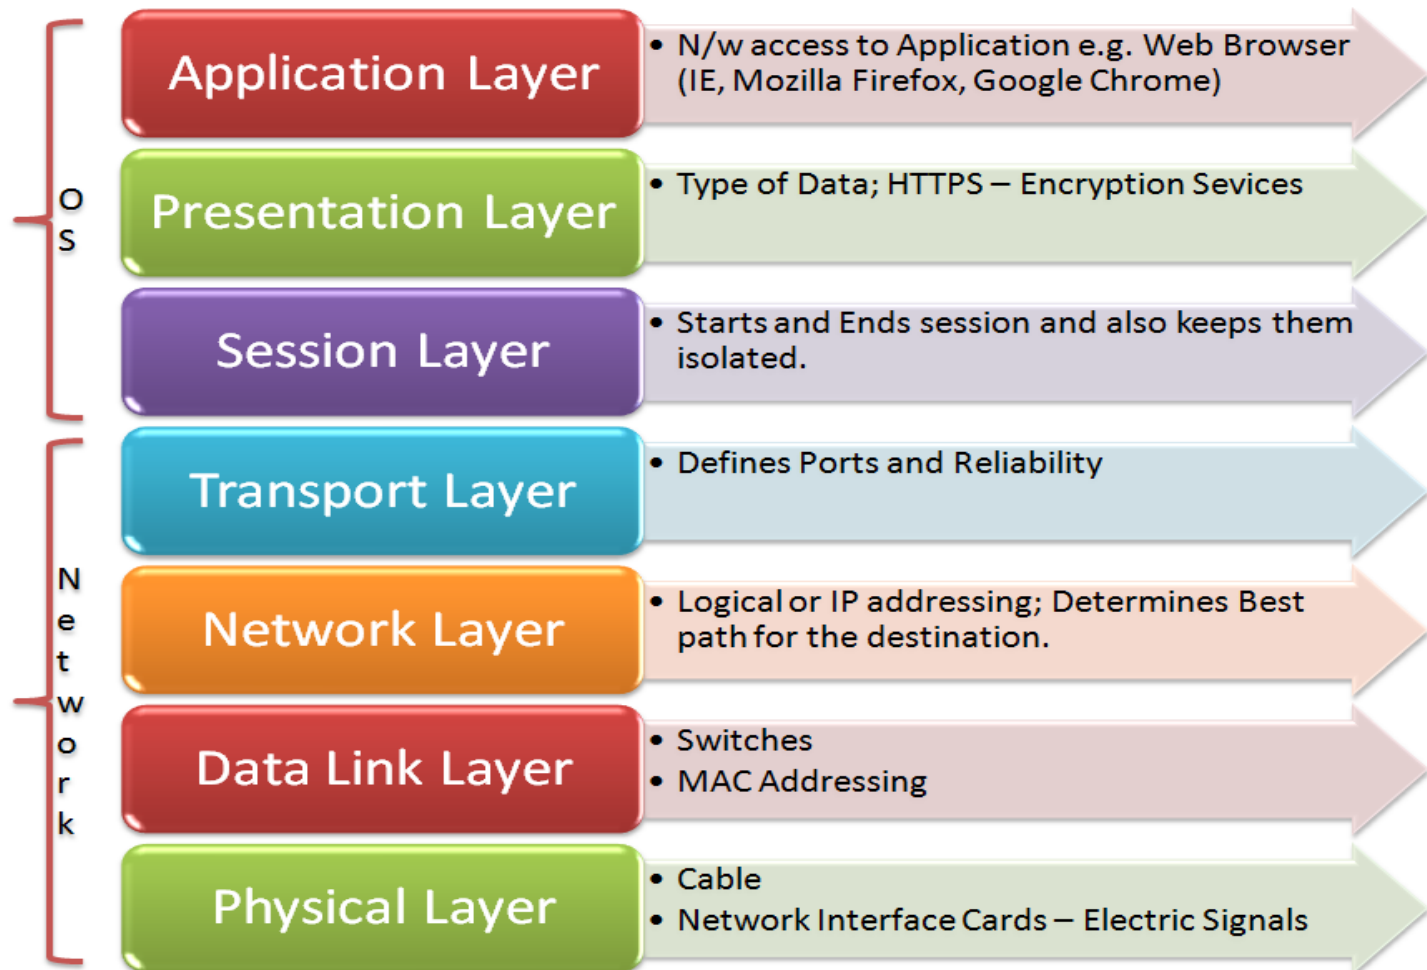 OS
Application Layer
• N/w access to Application e.g. Web Browser
(IE, Mozilla Firefox, Google Chrome)
Presentation Layer
• Type of Data; HTTPS – Encryption Sevices
Session Layer
• Starts and Ends session and also keeps them
isolated.
Network
Transport Layer
• Defines Ports and Reliability
Network Layer
• Logical or IP addressing; Determines Best
path for the destination.
Data Link Layer
• Switches
• MAC Addressing
Physical Layer
• Cable
• Network Interface Cards – Electric Signals